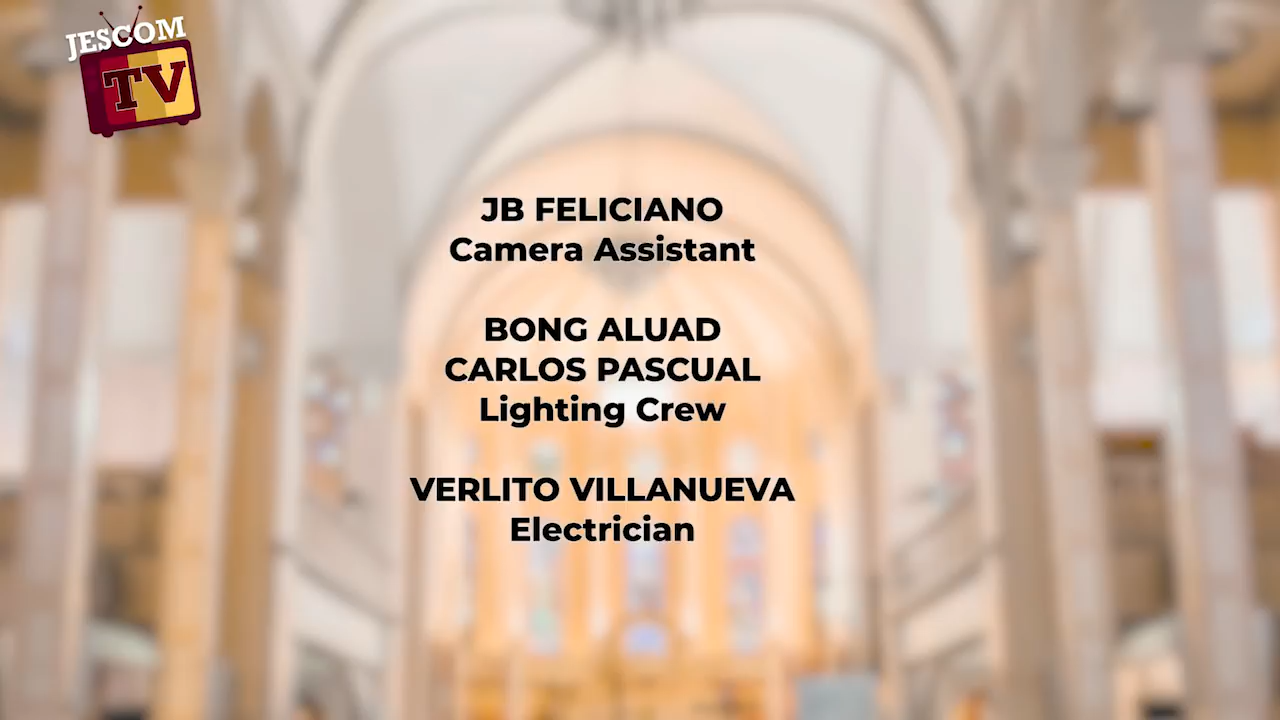 JESCOM
TV
JB FELICIANO
Camera Assistant
BONG ALUAD
CARLOS PASCUAL
Lighting Crew
VERLITO VILLANUEVA
Electrician